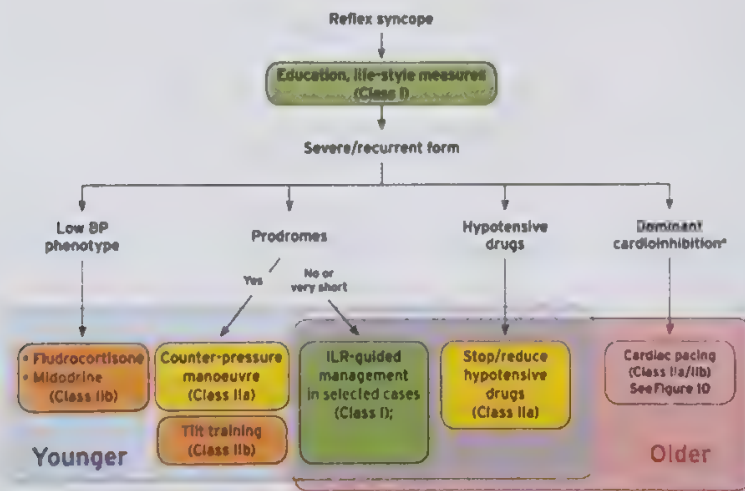 Reflex syncope
Education, life-style measures
(Class I)
Severe/recurrent form
Low BP
phenotype
Prodromes
Hypotensive
drugs
Dominant
cardioinhibitionᵃ
Yes
No or
very short
• Fludrocortisone
• Midodrine
(Class IIb)
Counter-pressure
manoeuvre
(Class IIa)
Tilt training
(Class IIb)
ILR-guided
management
in selected cases
(Class I);
Stop/reduce
hypotensive
drugs
(Class IIa)
Cardiac pacing
(Class IIa/IIb)
See Figure 10
Younger
Older